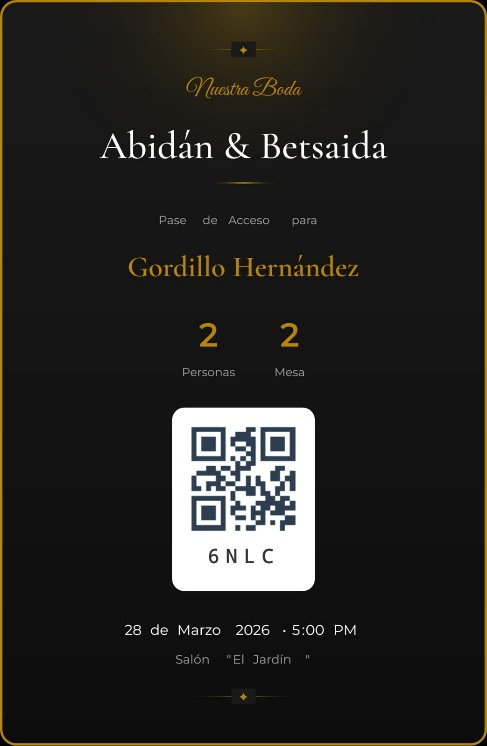 Nuestra Boda
Abidán & Betsaida
Pase de Acceso para
Gordillo Hernández
2 2
Personas Mesa
6NLC
28 de Marzo 2026 · 5:00 PM
Salón "El Jardín "